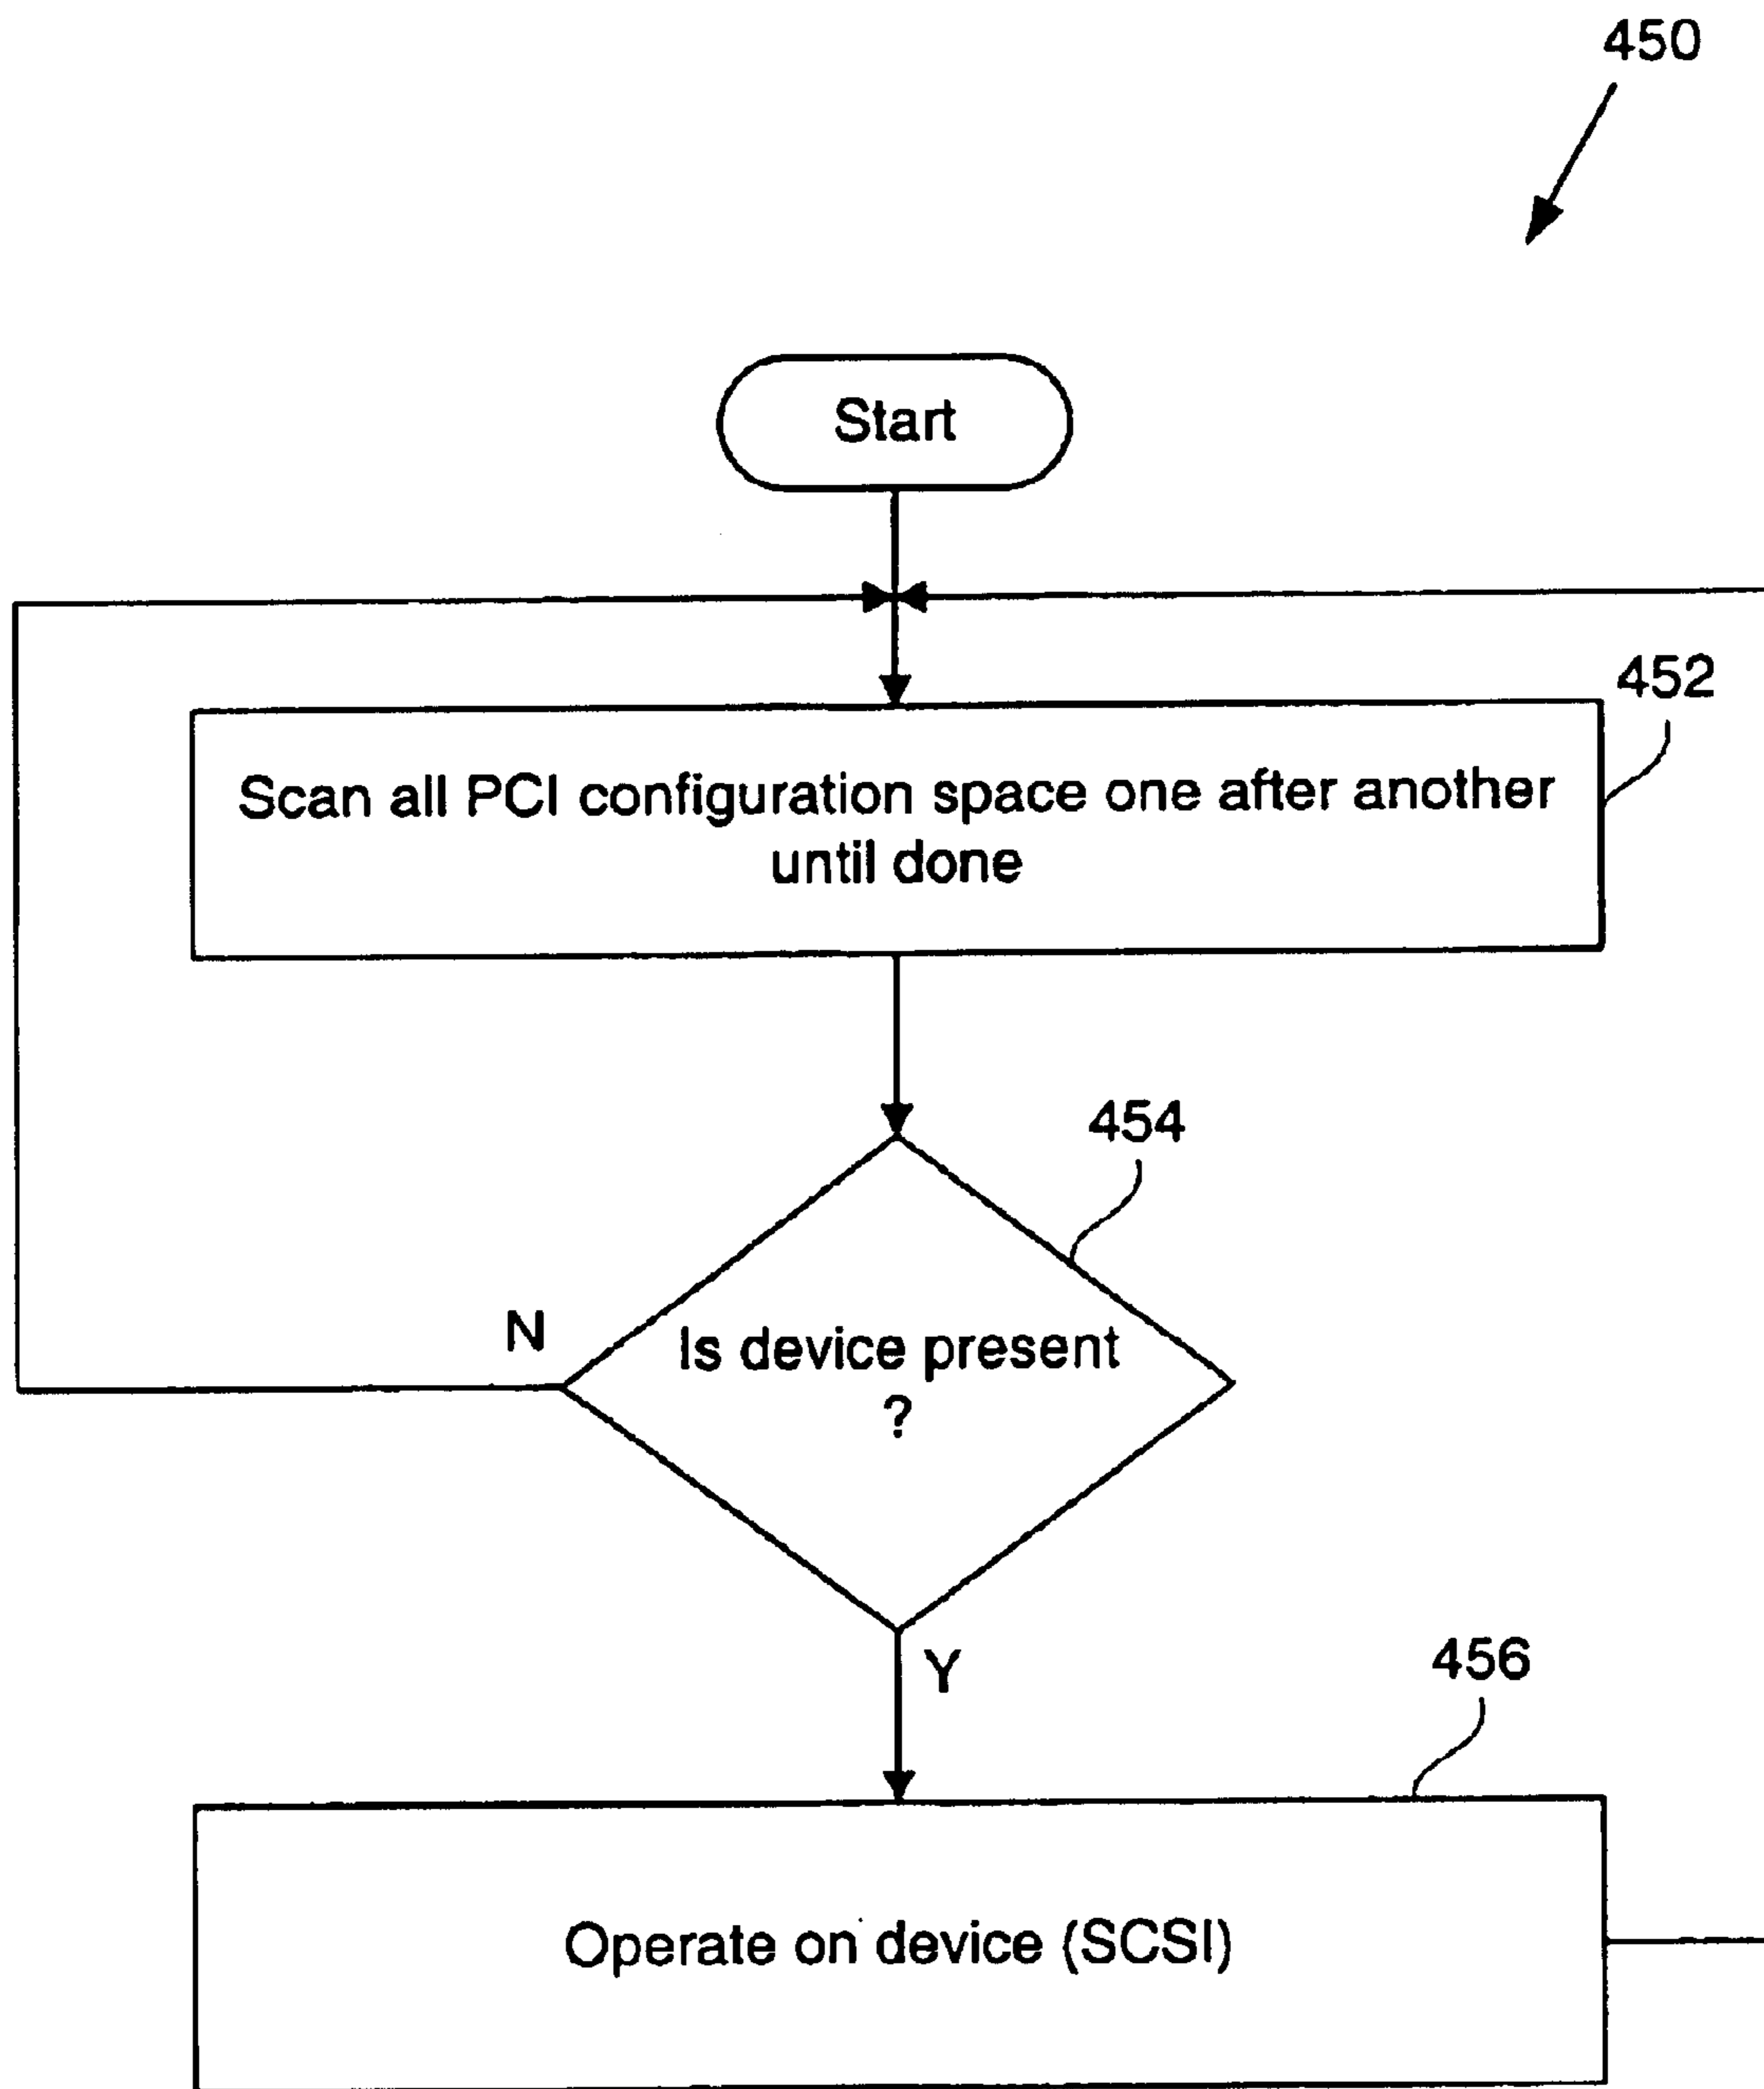 450
Start
452
Scan all PCI configuration space one after another
until done
454
N
Is device present
?
Y
456
Operate on device (SCSI)